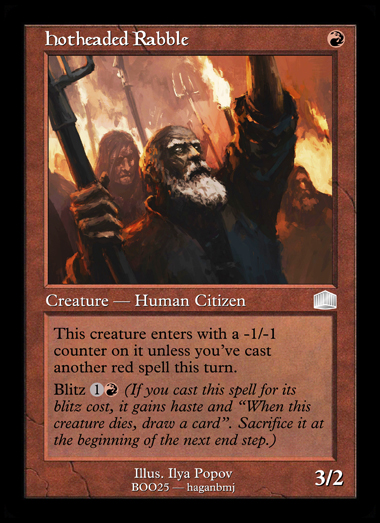 Hotheaded Rabble
Creature — Human Citizen
This creature enters with a -1/-1
counter on it unless you've cast
another red spell this turn.
Blitz 1 (If you cast this spell for its
blitz cost, it gains haste and “When this
creature dies, draw a card”. Sacrifice it at
the beginning of the next end step.)
Illus. Ilya Popov
BOO25 — haganbmj
3/2